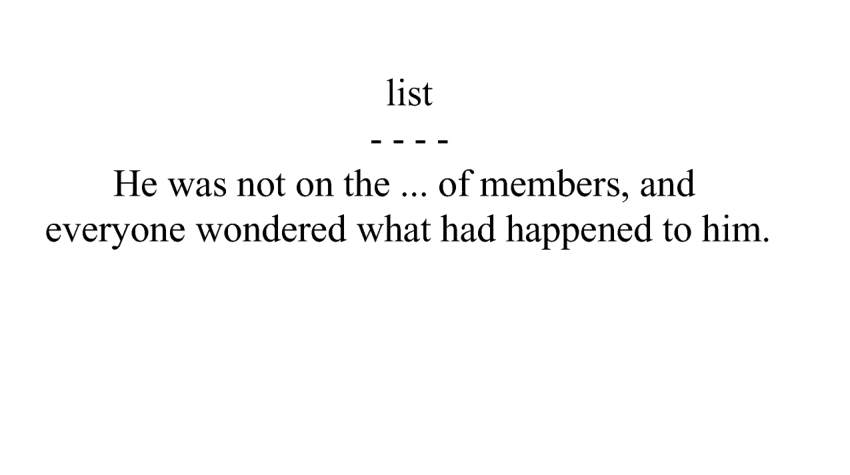 list
- - - -
He was not on the ... of members, and
everyone wondered what had happened to him.